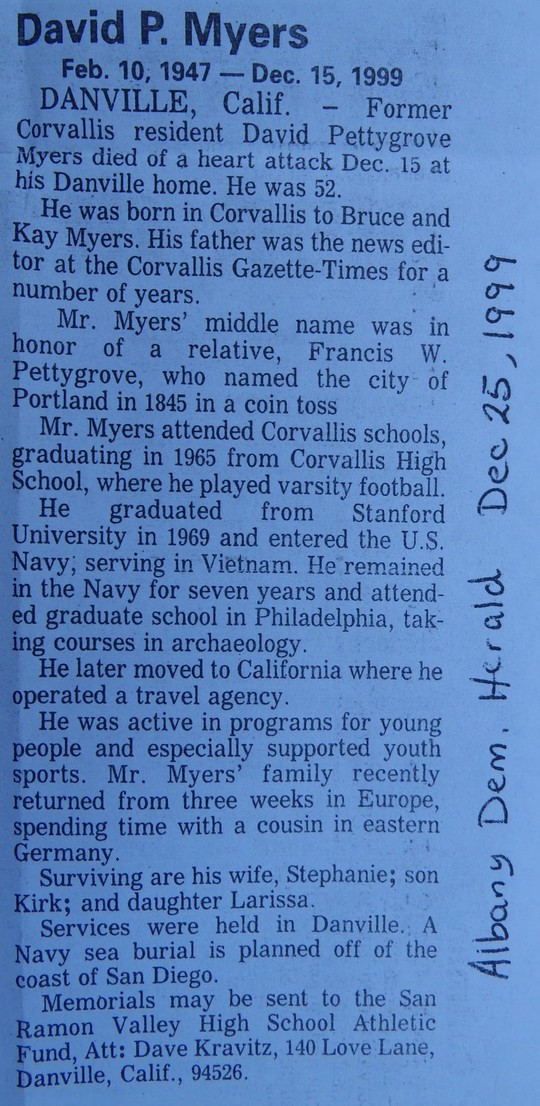 David P. Myers
Feb. 10, 1947 — Dec. 15, 1999
DANVILLE, Calif. – Former
Corvallis resident David Pettygrove
Myers died of a heart attack Dec. 15 at
his Danville home. He was 52.
He was born in Corvallis to Bruce and
Kay Myers. His father was the news edi-
tor at the Corvallis Gazette-Times for a
number of years.
Mr. Myers' middle name was in
honor of a relative, Francis W.
Pettygrove, who named the city of
Portland in 1845 in a coin toss
Mr. Myers attended Corvallis schools,
graduating in 1965 from Corvallis High
School, where he played varsity football.
He graduated from Stanford
University in 1969 and entered the U.S.
Navy, serving in Vietnam. He remained
in the Navy for seven years and attend-
ed graduate school in Philadelphia, tak-
ing courses in archaeology.
He later moved to California where he
operated a travel agency.
He was active in programs for young
people and especially supported youth
sports. Mr. Myers' family recently
returned from three weeks in Europe,
spending time with a cousin in eastern
Germany.
Surviving are his wife, Stephanie; son
Kirk; and daughter Larissa.
Services were held in Danville. A
Navy sea burial is planned off of the
coast of San Diego.
Memorials may be sent to the San
Ramon Valley High School Athletic
Fund, Att: Dave Kravitz, 140 Love Lane,
Danville, Calif., 94526.
Albany Dem. Herald Dec 25, 1999